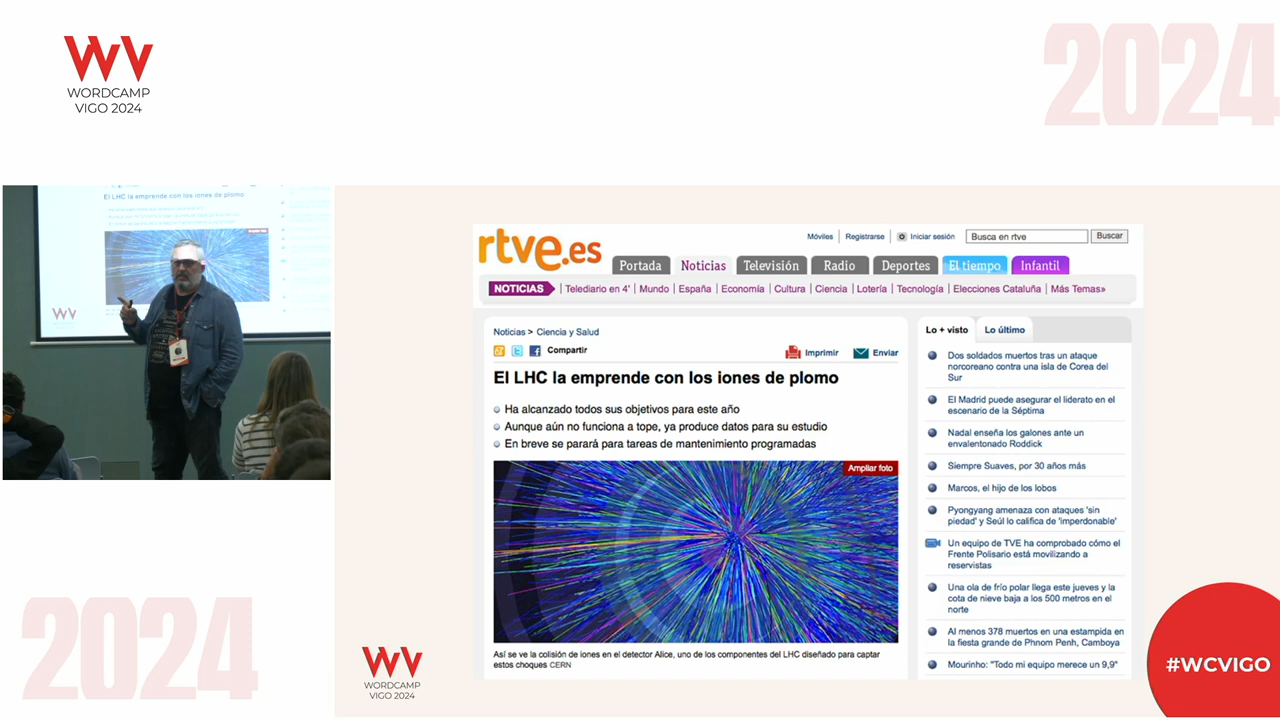 WORDCAMP
VIGO 2024
2024
El LHC la emprende con los iones de plomo
rtve.es
Móviles
Registrarse
Iniciar sesión
Busca en rtve
Buscar
Portada
Noticias
Televisión
Radio
Deportes
El tiempo
Infantil
NOTICIAS
Telediario en 4'
Mundo
España
Economía
Cultura
Ciencia
Lotería
Tecnología
Elecciones Cataluña
Más Temas»
Noticias > Ciencia y Salud
Compartir
Imprimir
Enviar
El LHC la emprende con los iones de plomo
Ha alcanzado todos sus objetivos para este año
Aunque aún no funciona a tope, ya produce datos para su estudio
En breve se parará para tareas de mantenimiento programadas
Ampliar foto
Así se ve la colisión de iones en el detector Alice, uno de los componentes del LHC diseñado para captar
estos choques CERN
Lo + visto
Lo último
Dos soldados muertos tras un ataque
norcoreano contra una isla de Corea del
Sur
El Madrid puede asegurar el liderato en el
escenario de la Séptima
Nadal enseña los galones ante un
envalentonado Roddick
Siempre Suaves, por 30 años más
Marcos, el hijo de los lobos
Pyongyang amenaza con ataques 'sin
piedad' y Seúl lo califica de 'imperdonable'
Un equipo de TVE ha comprobado cómo el
Frente Polisario está movilizando a
reservistas
Una ola de frío polar llega este jueves y la
cota de nieve baja a los 500 metros en el
norte
Al menos 378 muertos en una estampida en
la fiesta grande de Phnom Penh, Camboya
Mourinho: "Todo mi equipo merece un 9,9"
2024
WORDCAMP
VIGO 2024
#WCVIGO